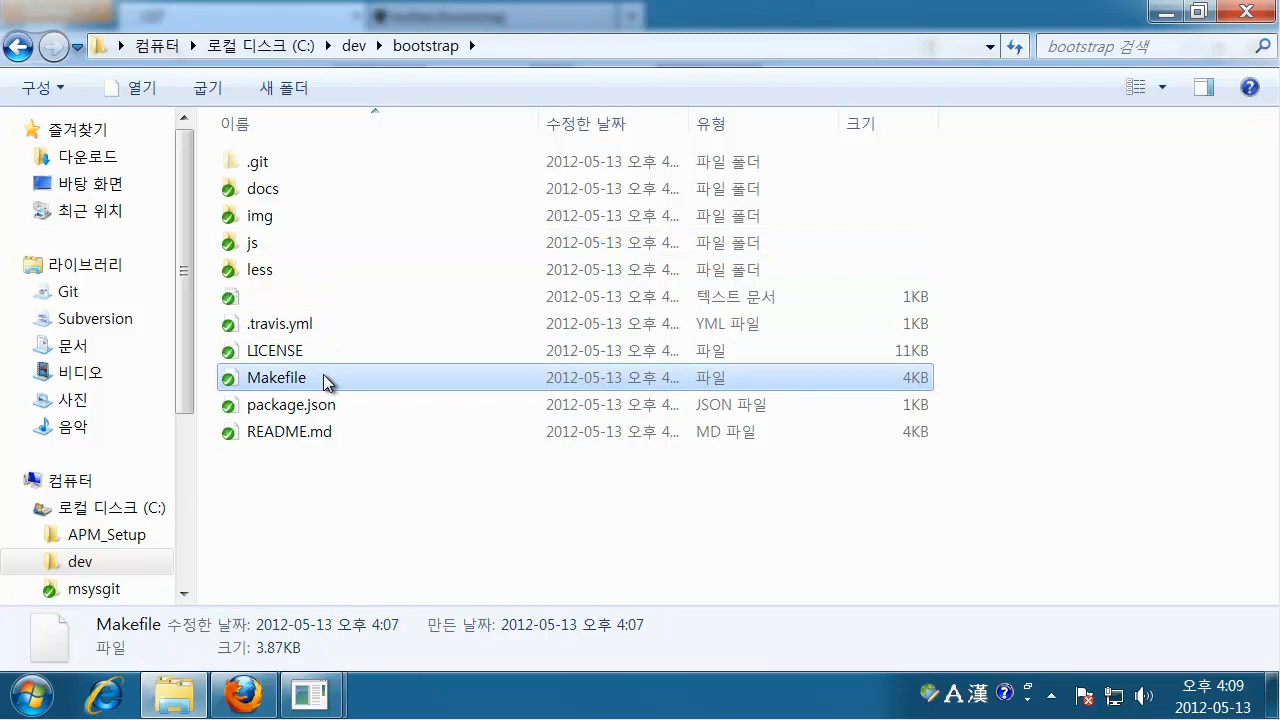 컴퓨터 로컬 디스크 (C:) dev bootstrap
bootstrap 검색
구성 열기 굽기 새 폴더
이름 수정한 날짜 유형 크기
즐겨찾기
다운로드
바탕 화면
최근 위치
라이브러리
Git
Subversion
문서
비디오
사진
음악
컴퓨터
로컬 디스크 (C:)
APM_Setup
dev
msysgit
.git 2012-05-13 오후 4... 파일 폴더
docs 2012-05-13 오후 4... 파일 폴더
img 2012-05-13 오후 4... 파일 폴더
js 2012-05-13 오후 4... 파일 폴더
less 2012-05-13 오후 4... 파일 폴더
2012-05-13 오후 4... 텍스트 문서 1KB
.travis.yml 2012-05-13 오후 4... YML 파일 1KB
LICENSE 2012-05-13 오후 4... 파일 11KB
Makefile 2012-05-13 오후 4... 파일 4KB
package.json 2012-05-13 오후 4... JSON 파일 1KB
README.md 2012-05-13 오후 4... MD 파일 4KB
Makefile 수정한 날짜: 2012-05-13 오후 4:07 만든 날짜: 2012-05-13 오후 4:07
파일 크기: 3.87KB
A 漢
오후 4:09
2012-05-13